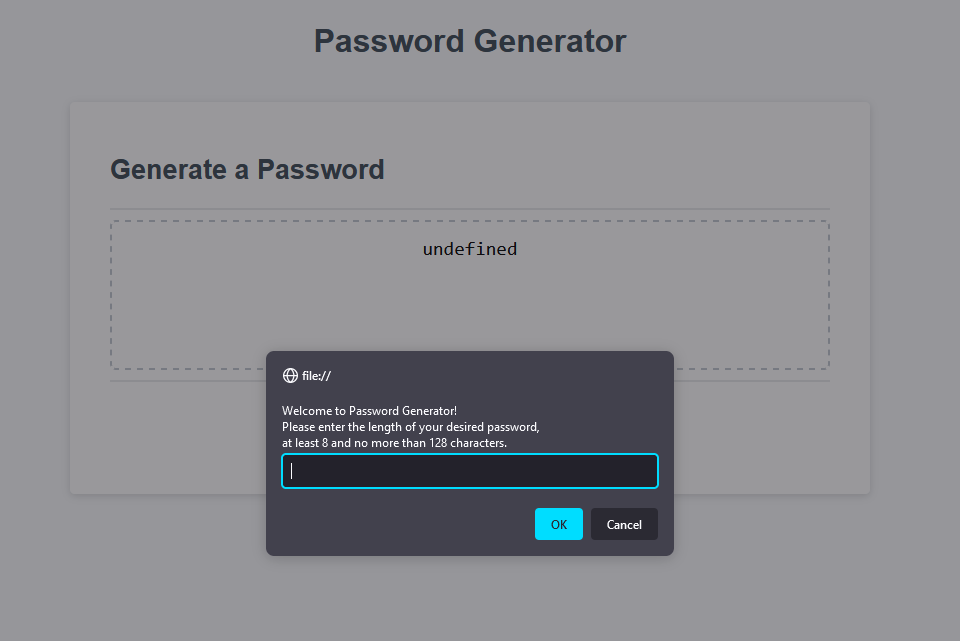 Password Generator
Generate a Password
undefined
file://
Welcome to Password Generator!
Please enter the length of your desired password,
at least 8 and no more than 128 characters.
OK
Cancel